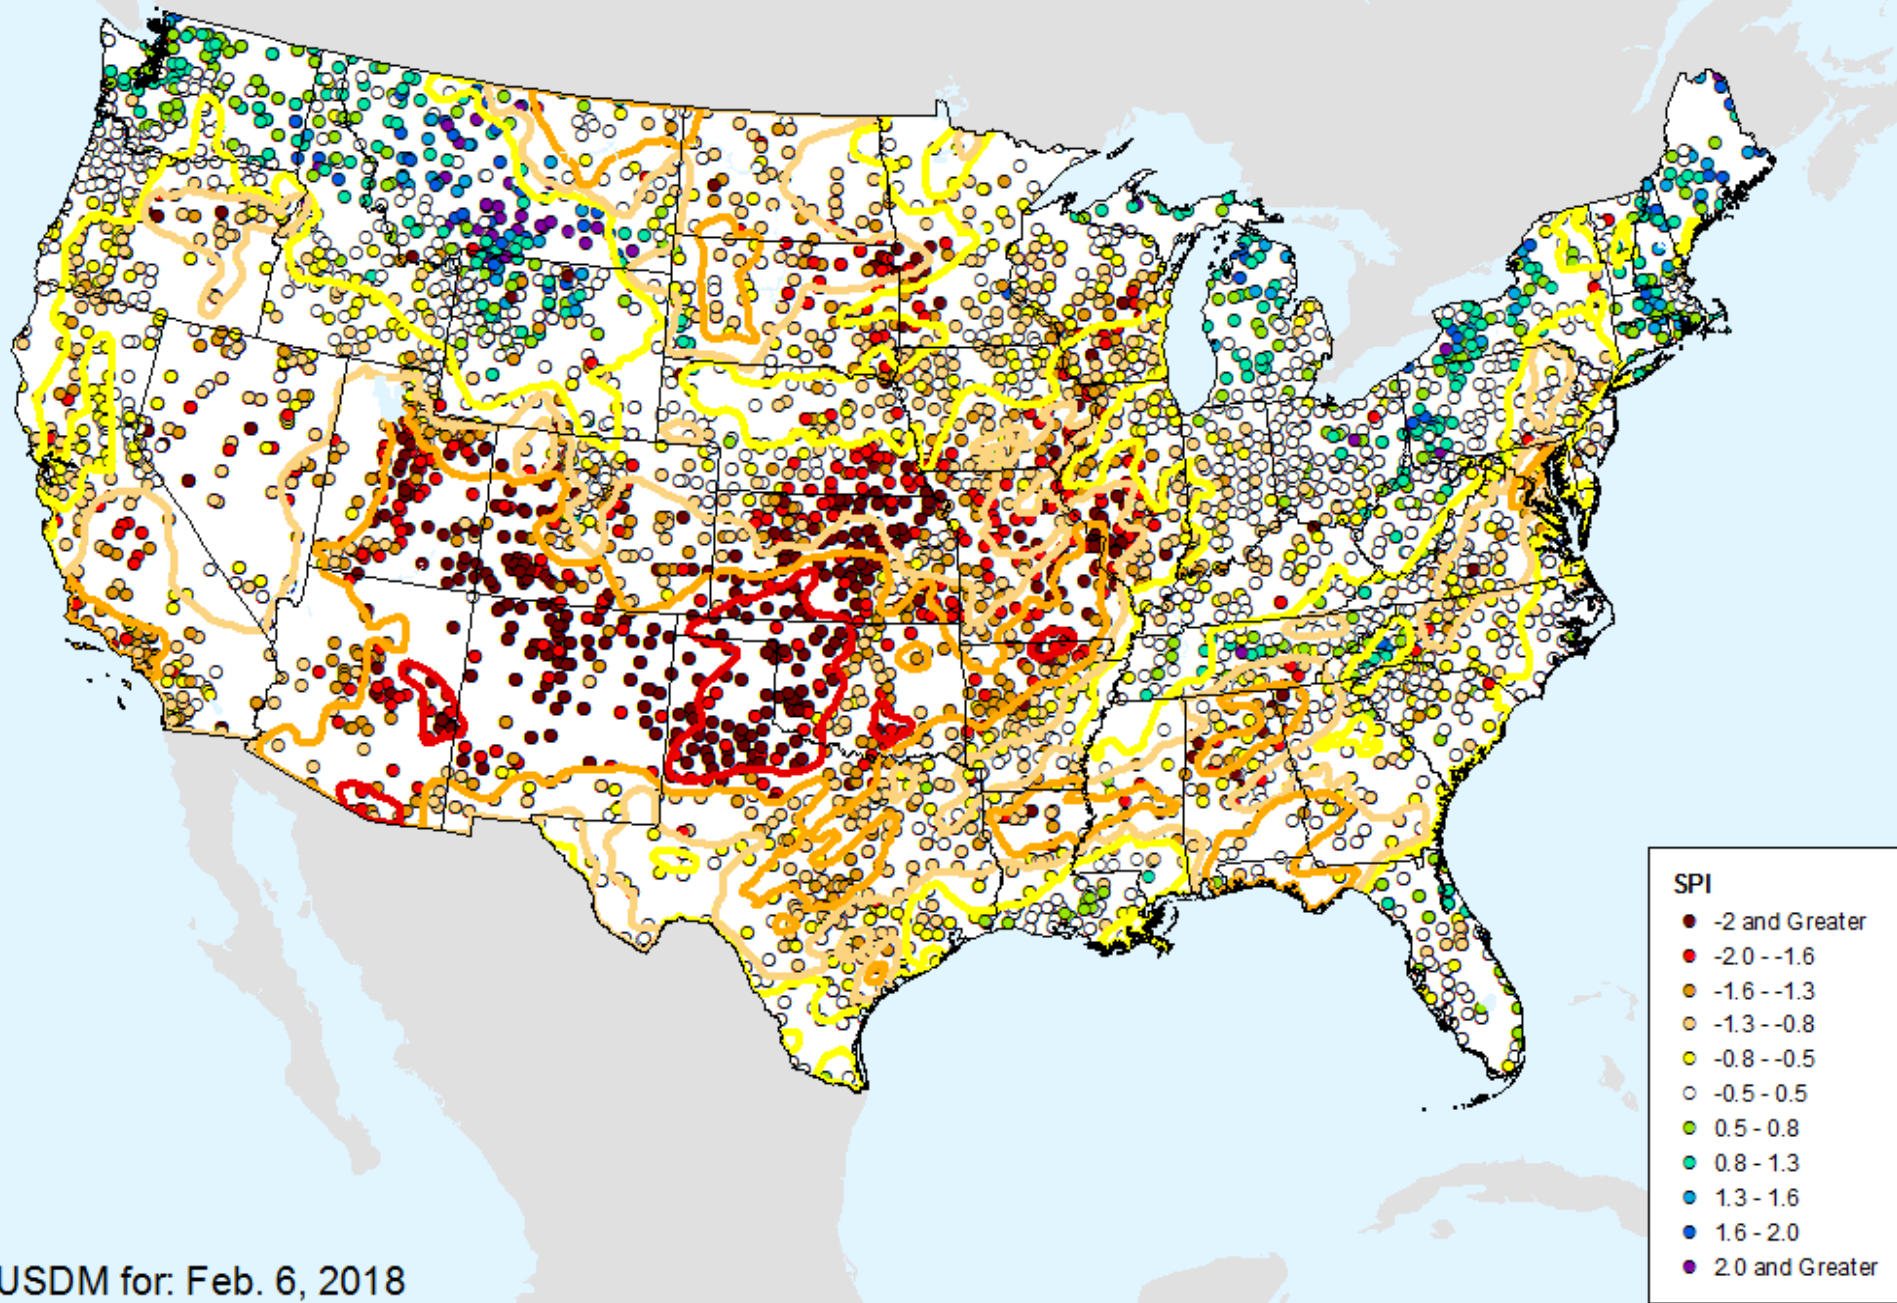 SPI
-2 and Greater
-2.0 - -1.6
-1.6 - -1.3
-1.3 - -0.8
-0.8 - -0.5
-0.5 - 0.5
0.5 - 0.8
0.8 - 1.3
1.3 - 1.6
1.6 - 2.0
2.0 and Greater
USDM for: Feb. 6, 2018